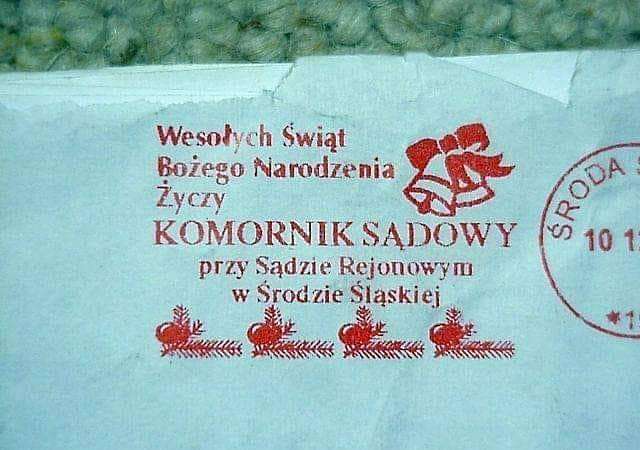 Wesołych Świąt
Bożego Narodzenia
Życzy
KOMORNIK SĄDOWY
przy Sądzie Rejonowym
w Środzie Śląskiej
ŚRODA
10